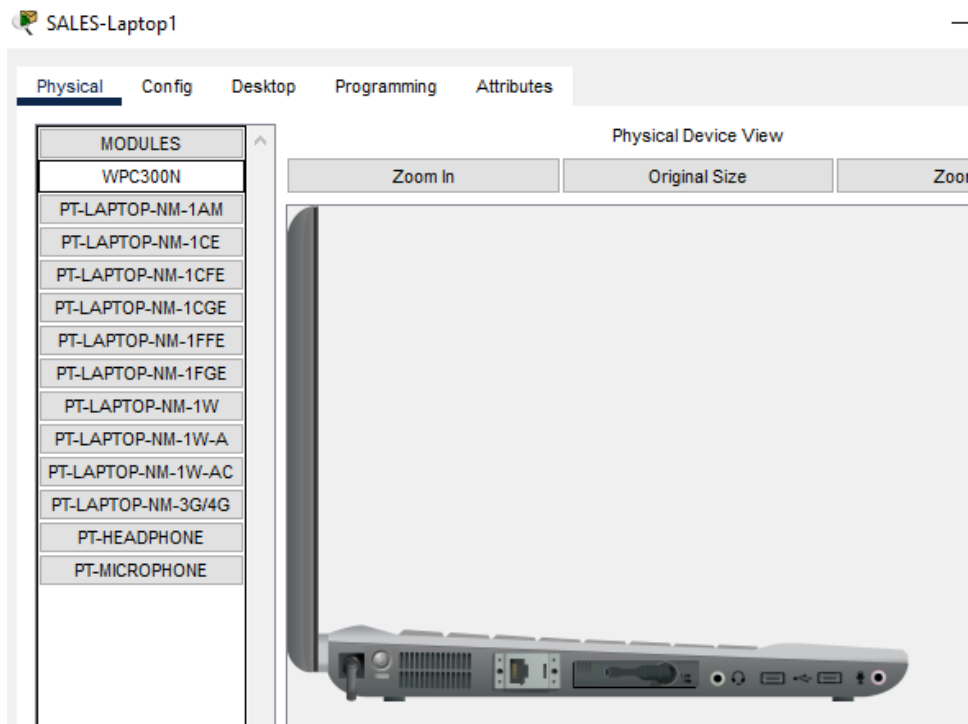 SALES-Laptop1
Physical Config Desktop Programming Attributes
MODULES
WPC300N
PT-LAPTOP-NM-1AM
PT-LAPTOP-NM-1CE
PT-LAPTOP-NM-1CFE
PT-LAPTOP-NM-1CGE
PT-LAPTOP-NM-1FFE
PT-LAPTOP-NM-1FGE
PT-LAPTOP-NM-1W
PT-LAPTOP-NM-1W-A
PT-LAPTOP-NM-1W-AC
PT-LAPTOP-NM-3G/4G
PT-HEADPHONE
PT-MICROPHONE
Physical Device View
Zoom In Original Size Zoom